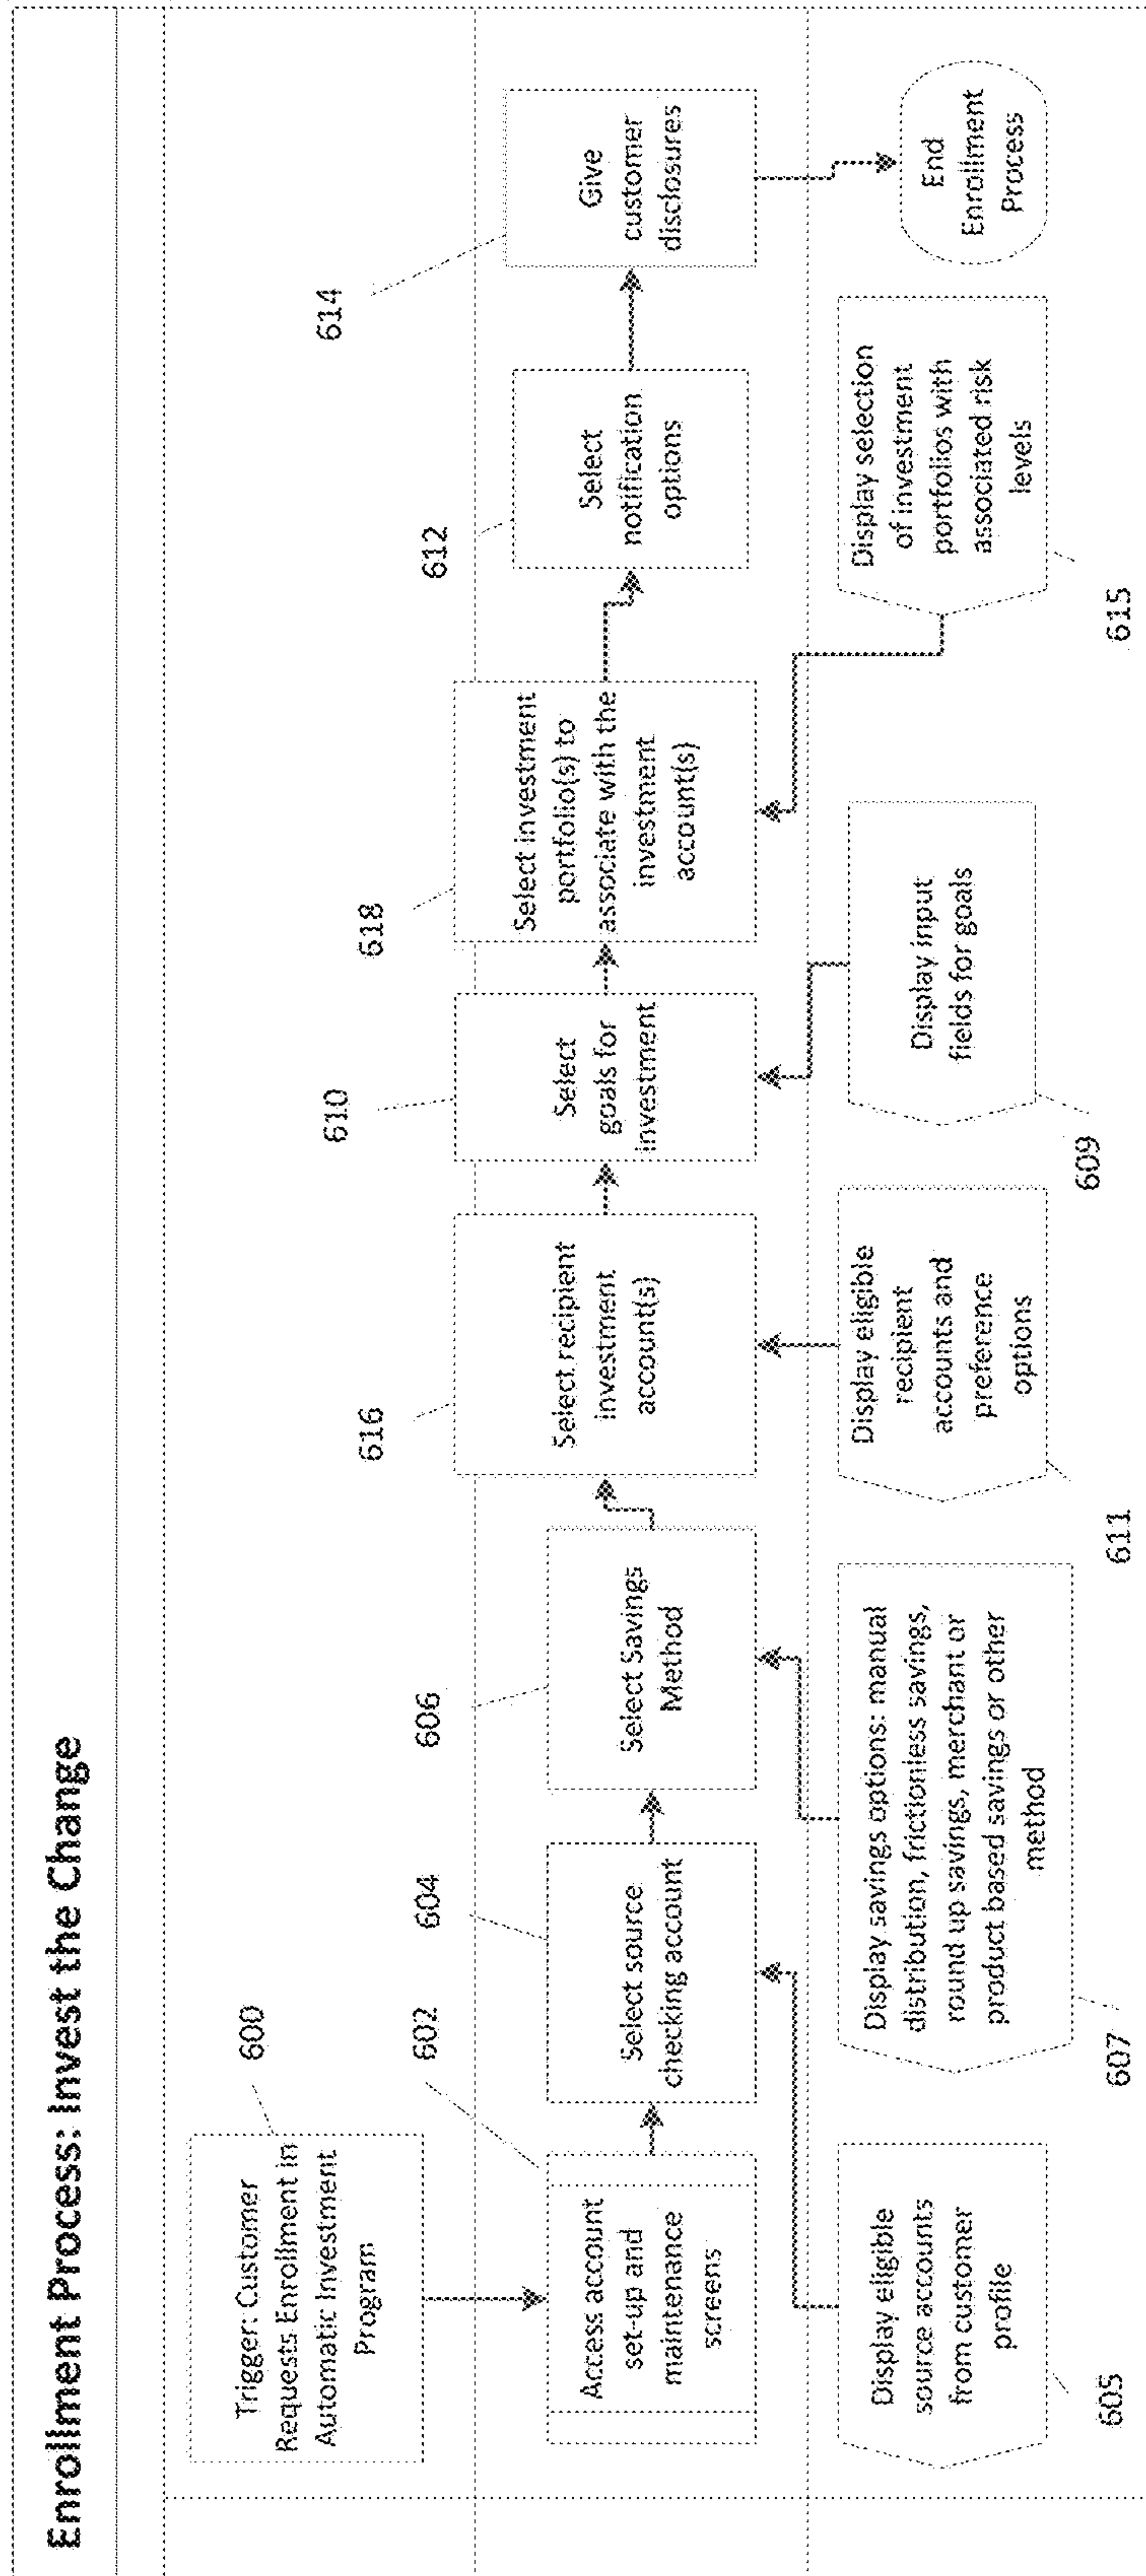 Enrollment Process: Invest the Change
600
Trigger: Customer
Requests Enrollment in
Automatic Investment
Program
602
Access account
set-up and
maintenance
screens
604
Select source
checking account
606
Select Savings
Method
616
Select recipient
investment
account(s)
610
Select
goals for
investment
618
Select investment
portfolio(s) to
associate with the
investment
account(s)
612
Select
notification
options
614
Give
customer
disclosures
Display eligible
source accounts
from customer
profile
605
Display savings options: manual
distribution, frictionless savings,
round up savings, merchant or
product based savings or other
method
607
Display eligible
recipient
accounts and
preference
options
611
Display input
fields for goals
609
Display selection
of investment
portfolios with
associated risk
levels
615
End
Enrollment
Process